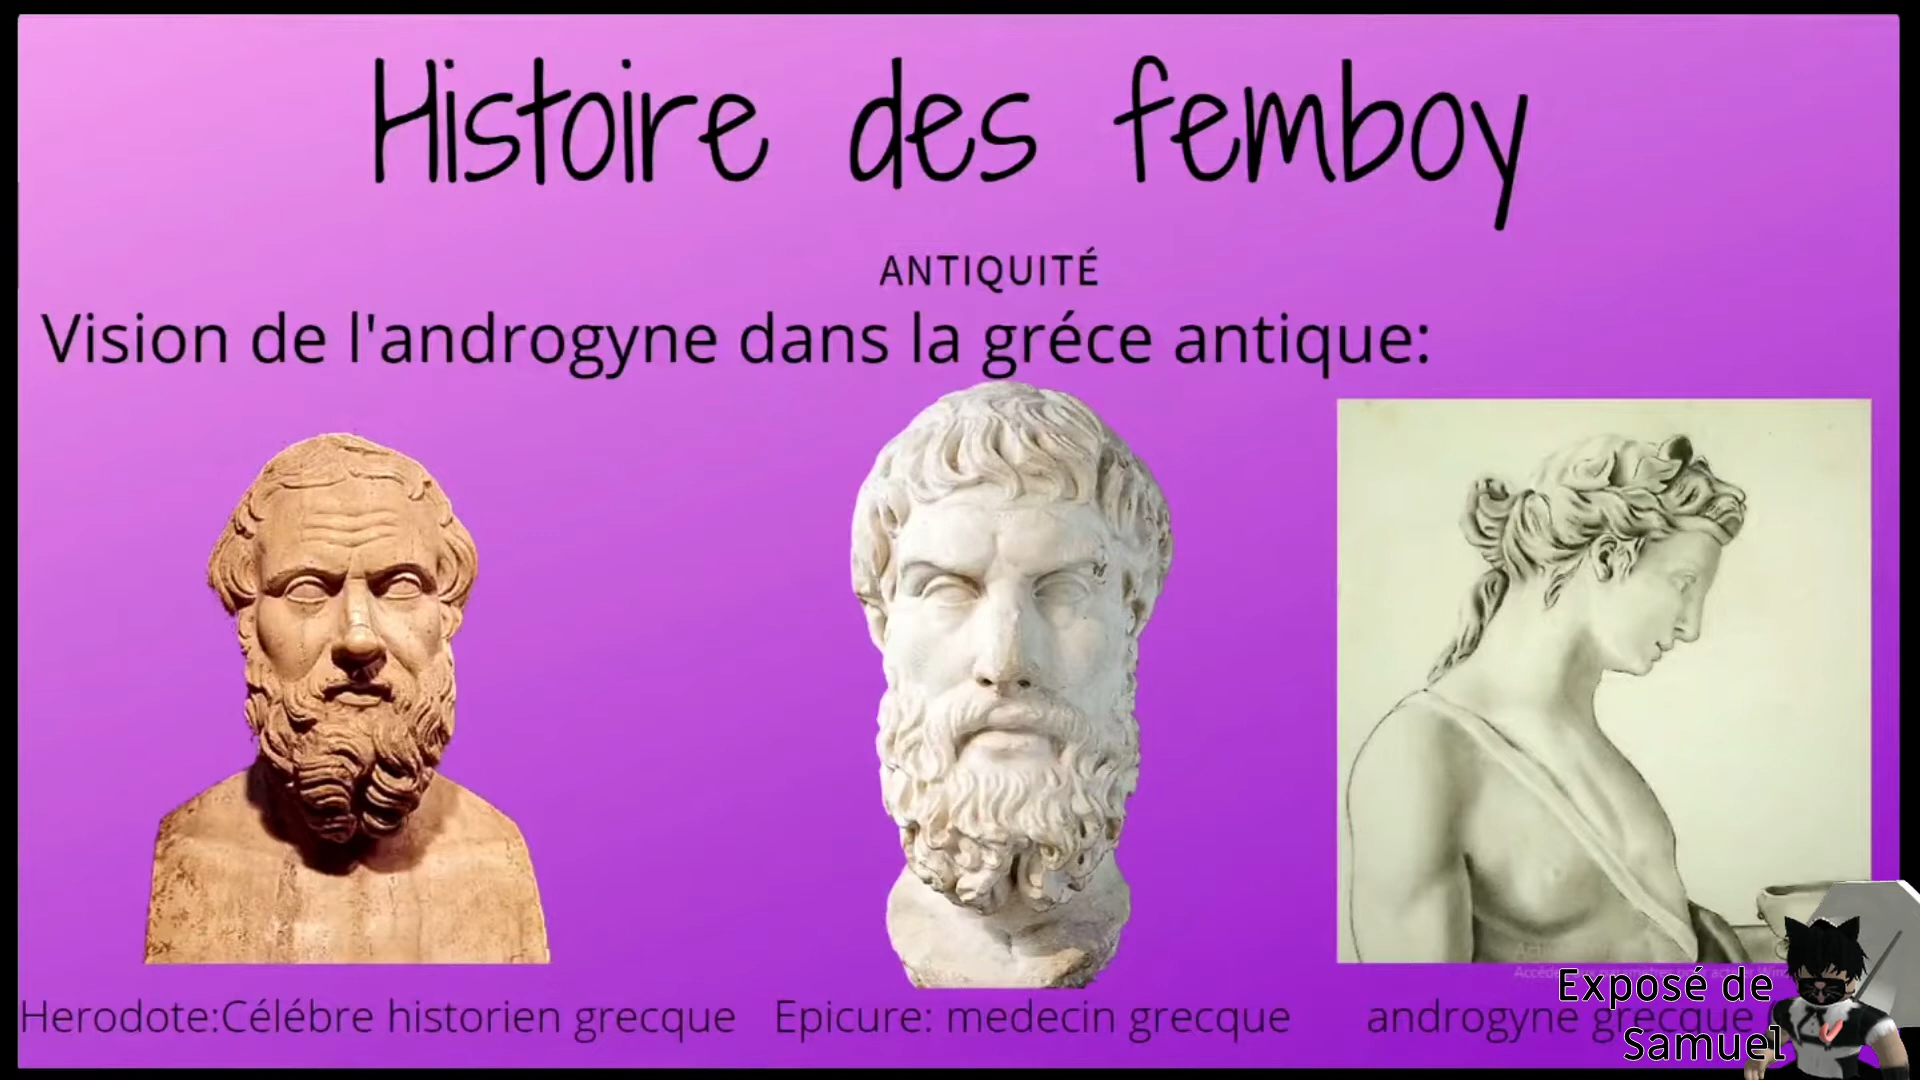 Histoire des femboy
ANTIQUITÉ
Vision de l'androgyne dans la gréce antique:
Herodote:Célébre historien grecque
Epicure: medecin grecque
androgyne grecque
Exposé de
Samuel